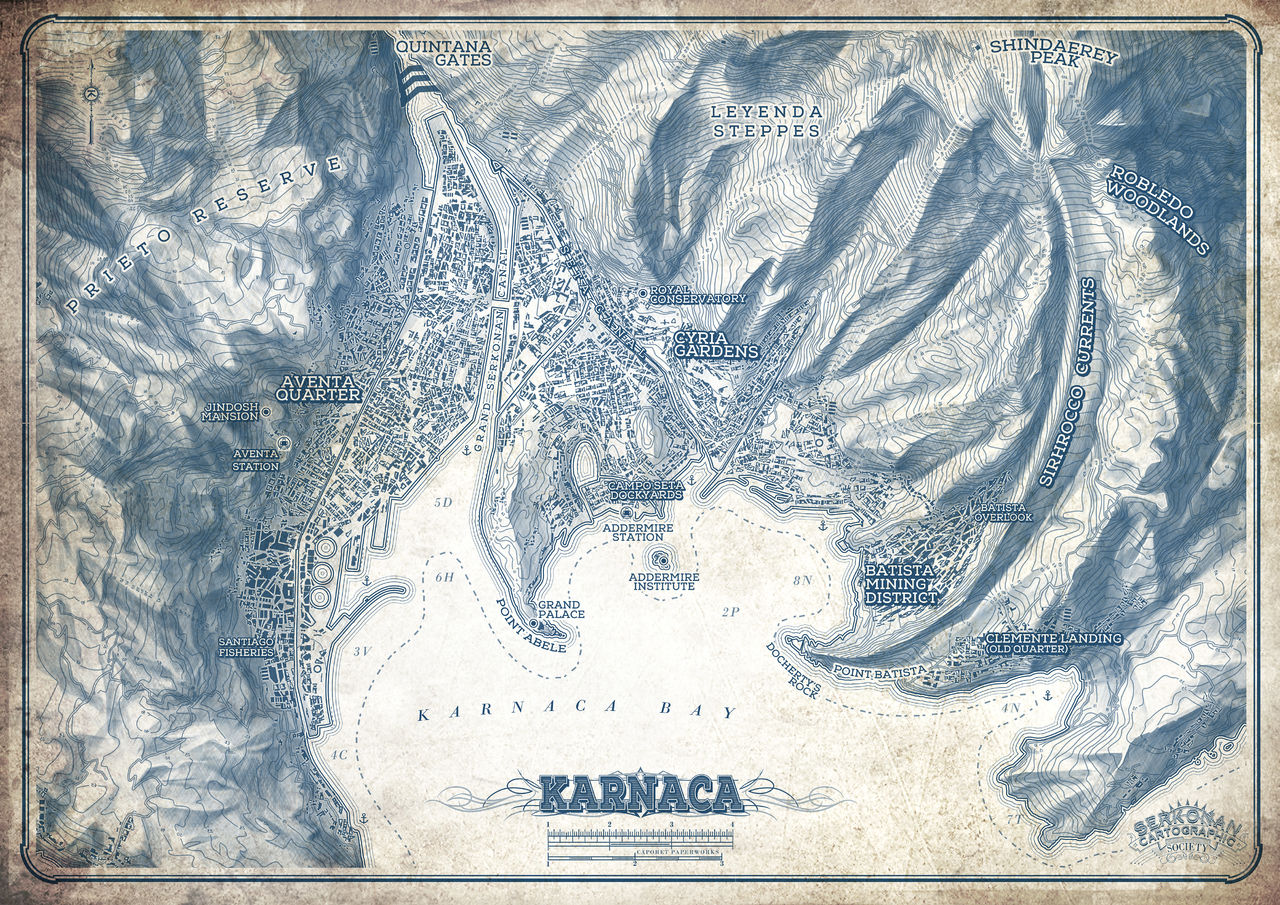 QUINTANA
GATES
SHINDAEREY
PEAK
LEYENDA
STEPPES
PRIETO RESERVE
ROBLEDO
WOODLANDS
CANAL
GRAND SERKONAN
ROYAL
CONSERVATORY
CYRIA
GARDENS
SIRHROCCO CURRENTS
AVENTA
QUARTER
JINDOSH
MANSION
AVENTA
STATION
5D
CAMPO SETA
DOCKYARDS
ADDERMIRE
STATION
BATISTA
OVERLOOK
6H
ADDERMIRE
INSTITUTE
8N
BATISTA
MINING
DISTRICT
2P
GRAND
PALACE
POINT ABELE
SANTIAGO
FISHERIES
3V
CLEMENTE LANDING
(OLD QUARTER)
DOCHERTY'S
ROCK
POINT BATISTA
4N
KARNACA BAY
4C
KARNACA
1 2 3 4
CAPORET PAPERWORKS
1 2 3
7T
SERKONAN
CARTOGRAPHIC
SOCIETY